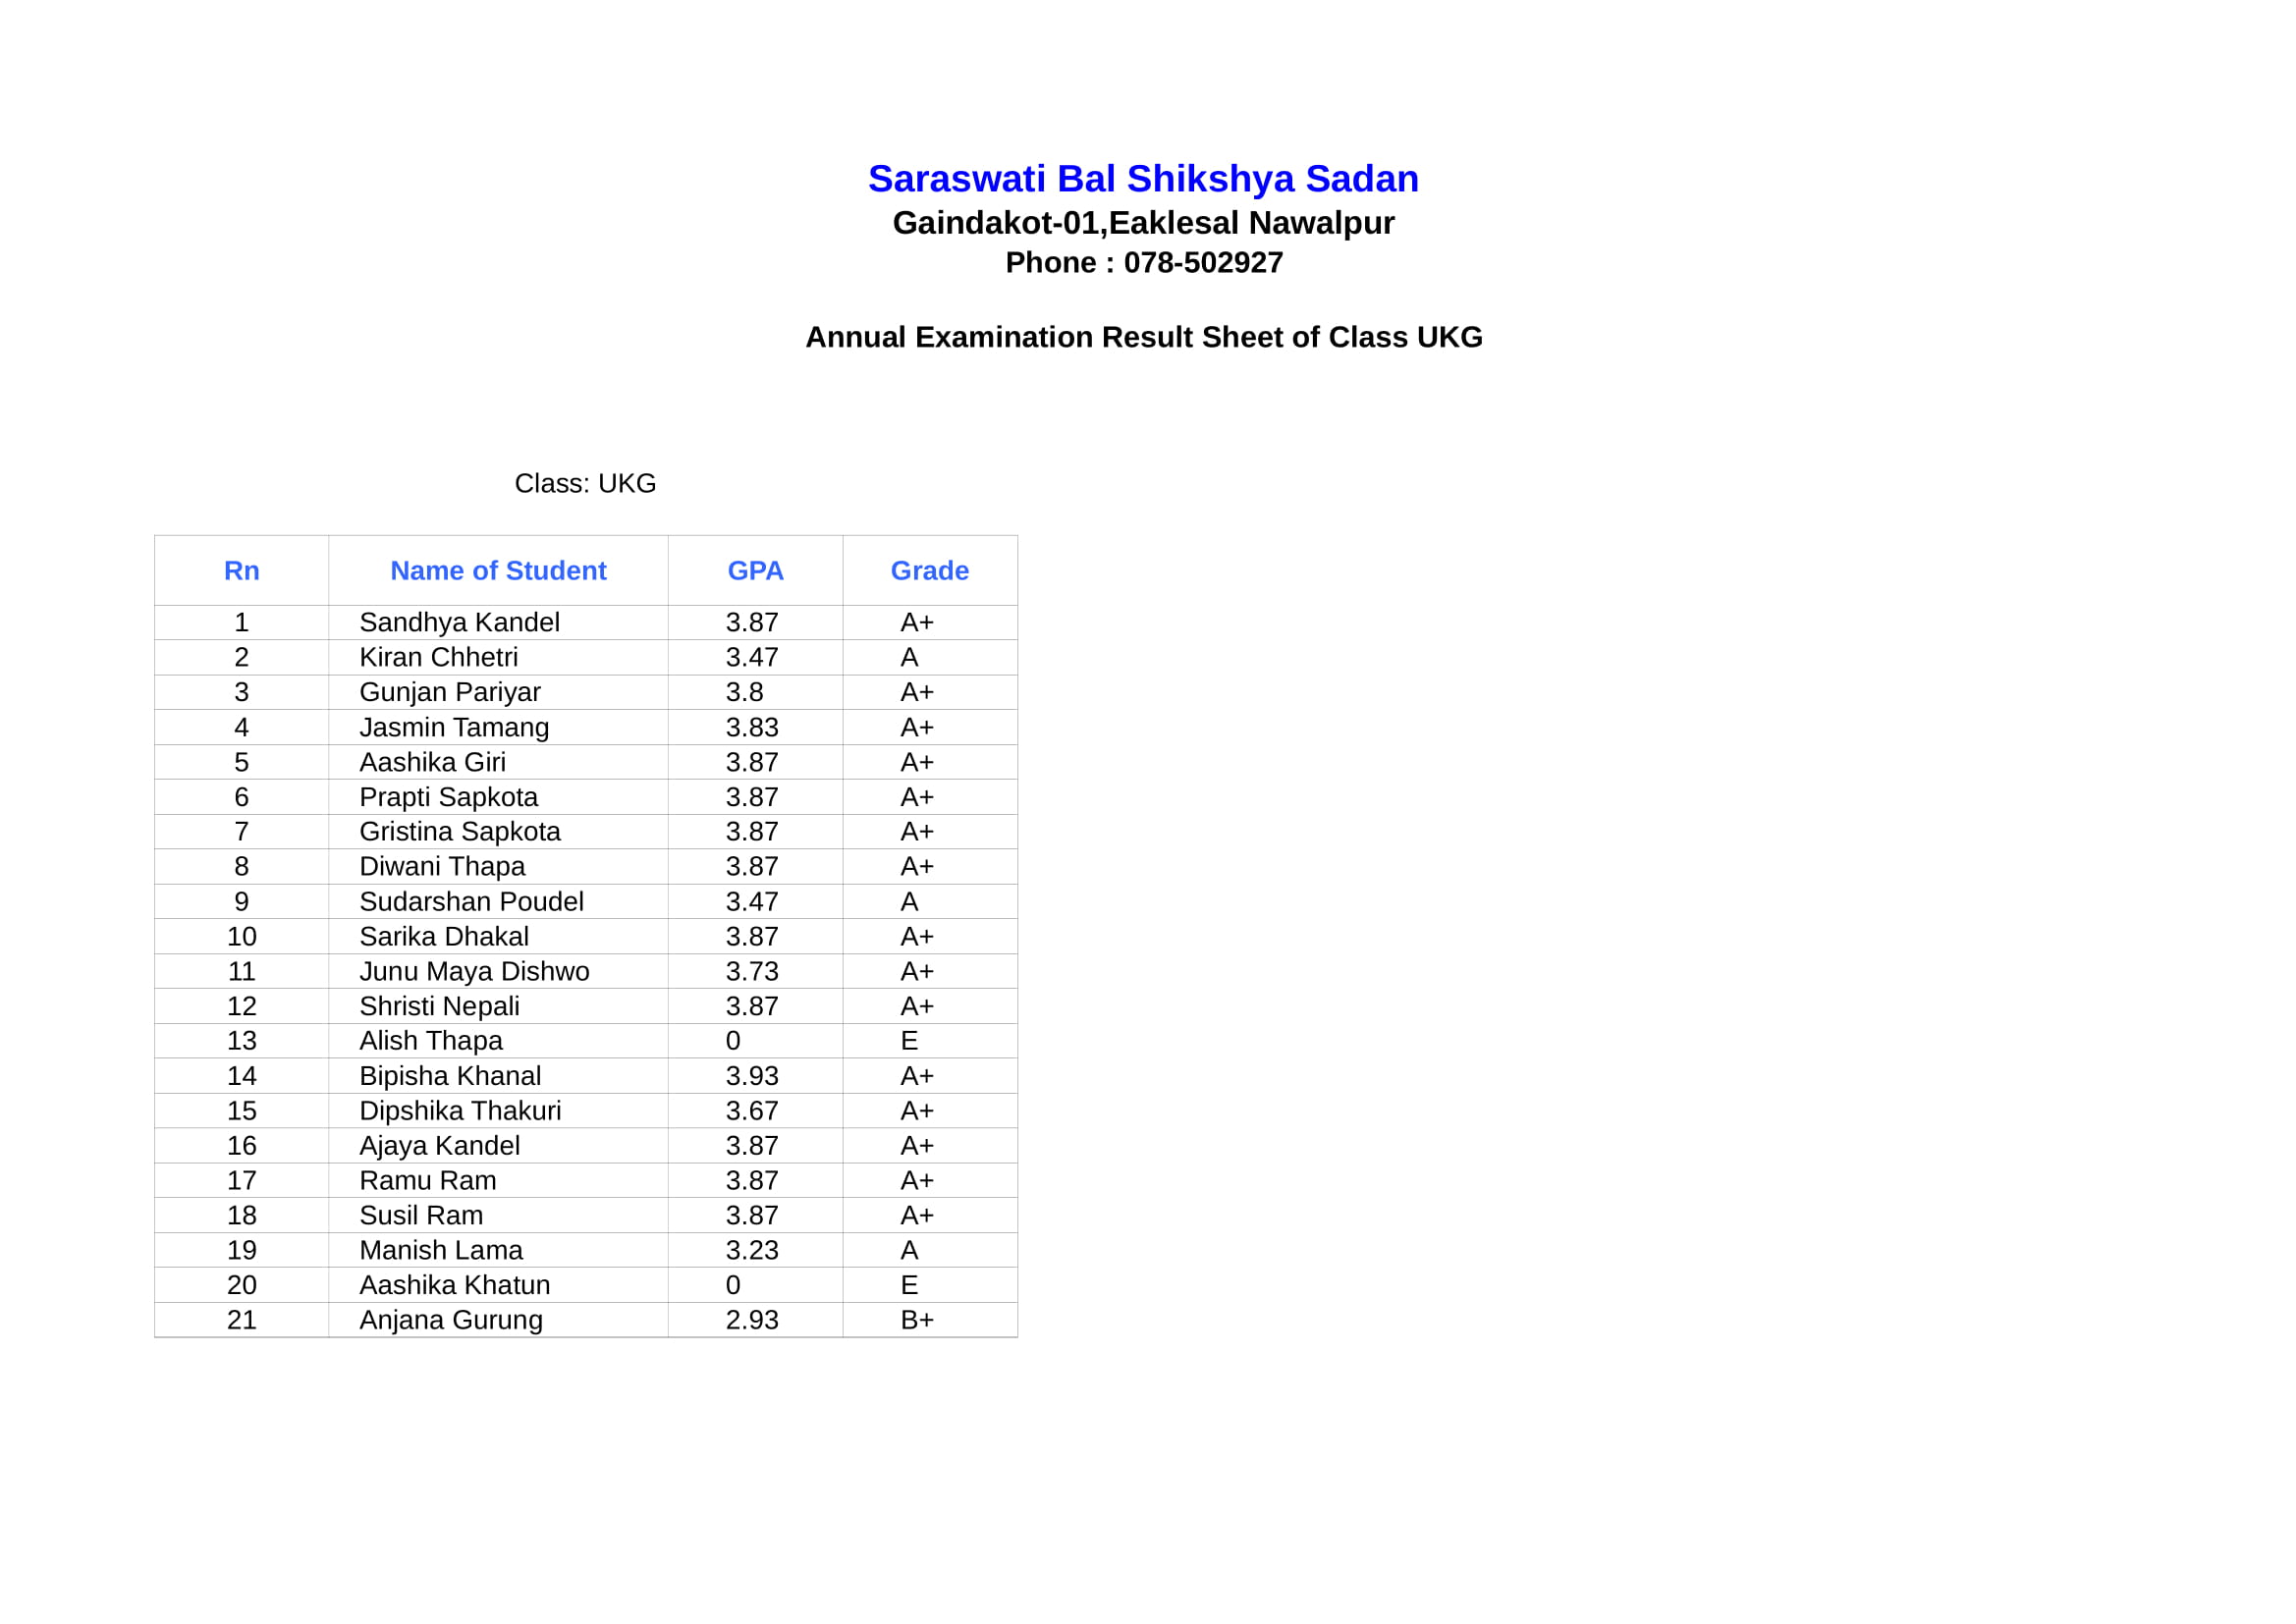 Saraswati Bal Shikshya Sadan
Gaindakot-01,Eaklesal Nawalpur
Phone : 078-502927
Annual Examination Result Sheet of Class UKG
Class: UKG
Rn Name of Student GPA Grade
1 Sandhya Kandel 3.87 A+
2 Kiran Chhetri 3.47 A
3 Gunjan Pariyar 3.8 A+
4 Jasmin Tamang 3.83 A+
5 Aashika Giri 3.87 A+
6 Prapti Sapkota 3.87 A+
7 Gristina Sapkota 3.87 A+
8 Diwani Thapa 3.87 A+
9 Sudarshan Poudel 3.47 A
10 Sarika Dhakal 3.87 A+
11 Junu Maya Dishwo 3.73 A+
12 Shristi Nepali 3.87 A+
13 Alish Thapa 0 E
14 Bipisha Khanal 3.93 A+
15 Dipshika Thakuri 3.67 A+
16 Ajaya Kandel 3.87 A+
17 Ramu Ram 3.87 A+
18 Susil Ram 3.87 A+
19 Manish Lama 3.23 A
20 Aashika Khatun 0 E
21 Anjana Gurung 2.93 B+